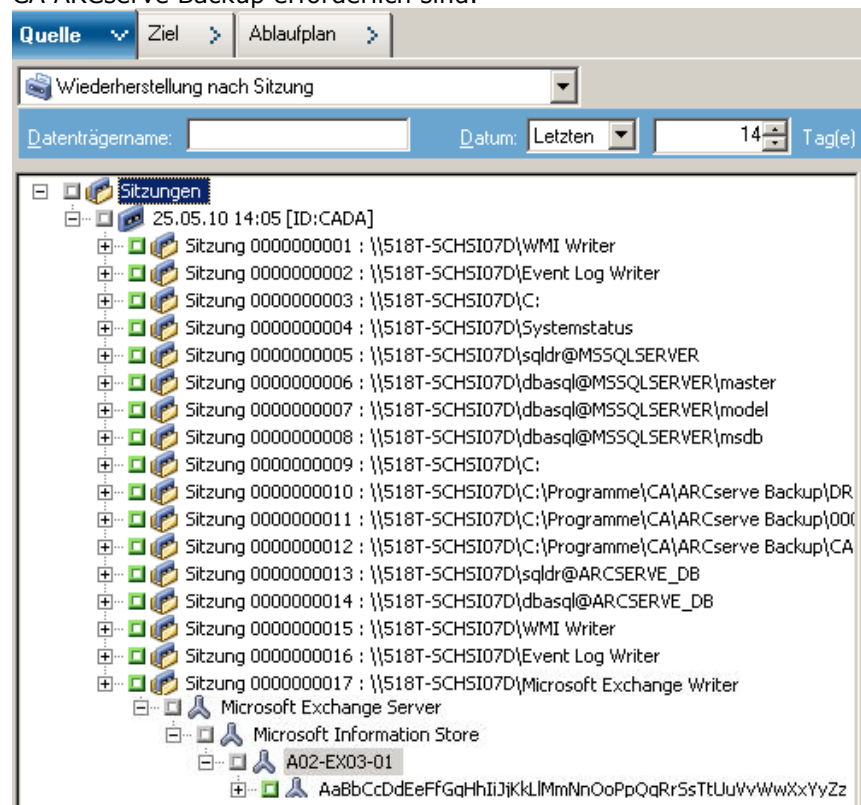 CA ARCserve Backup erforderlich sind.
Quelle Ziel Ablaufplan
Wiederherstellung nach Sitzung
Datenträgername: Datum: Letzten 14 Tag(e)
Sitzungen
25.05.10 14:05 [ID:CADA]
Sitzung 0000000001 : \\518T-SCHSI07D\WMI Writer
Sitzung 0000000002 : \\518T-SCHSI07D\Event Log Writer
Sitzung 0000000003 : \\518T-SCHSI07D\C:
Sitzung 0000000004 : \\518T-SCHSI07D\Systemstatus
Sitzung 0000000005 : \\518T-SCHSI07D\sqldr@MSSQLSERVER
Sitzung 0000000006 : \\518T-SCHSI07D\dbasql@MSSQLSERVER\master
Sitzung 0000000007 : \\518T-SCHSI07D\dbasql@MSSQLSERVER\model
Sitzung 0000000008 : \\518T-SCHSI07D\dbasql@MSSQLSERVER\msdb
Sitzung 0000000009 : \\518T-SCHSI07D\C:
Sitzung 0000000010 : \\518T-SCHSI07D\C:\Programme\CA\ARCserve Backup\DR
Sitzung 0000000011 : \\518T-SCHSI07D\C:\Programme\CA\ARCserve Backup\000
Sitzung 0000000012 : \\518T-SCHSI07D\C:\Programme\CA\ARCserve Backup\CA
Sitzung 0000000013 : \\518T-SCHSI07D\sqldr@ARCSERVE_DB
Sitzung 0000000014 : \\518T-SCHSI07D\dbasql@ARCSERVE_DB
Sitzung 0000000015 : \\518T-SCHSI07D\WMI Writer
Sitzung 0000000016 : \\518T-SCHSI07D\Event Log Writer
Sitzung 0000000017 : \\518T-SCHSI07D\Microsoft Exchange Writer
Microsoft Exchange Server
Microsoft Information Store
A02-EX03-01
AaBbCcDdEeFfGgHhIiJjKkLlMmNnOoPpQqRrSsTtUuVvWwXxYyZz